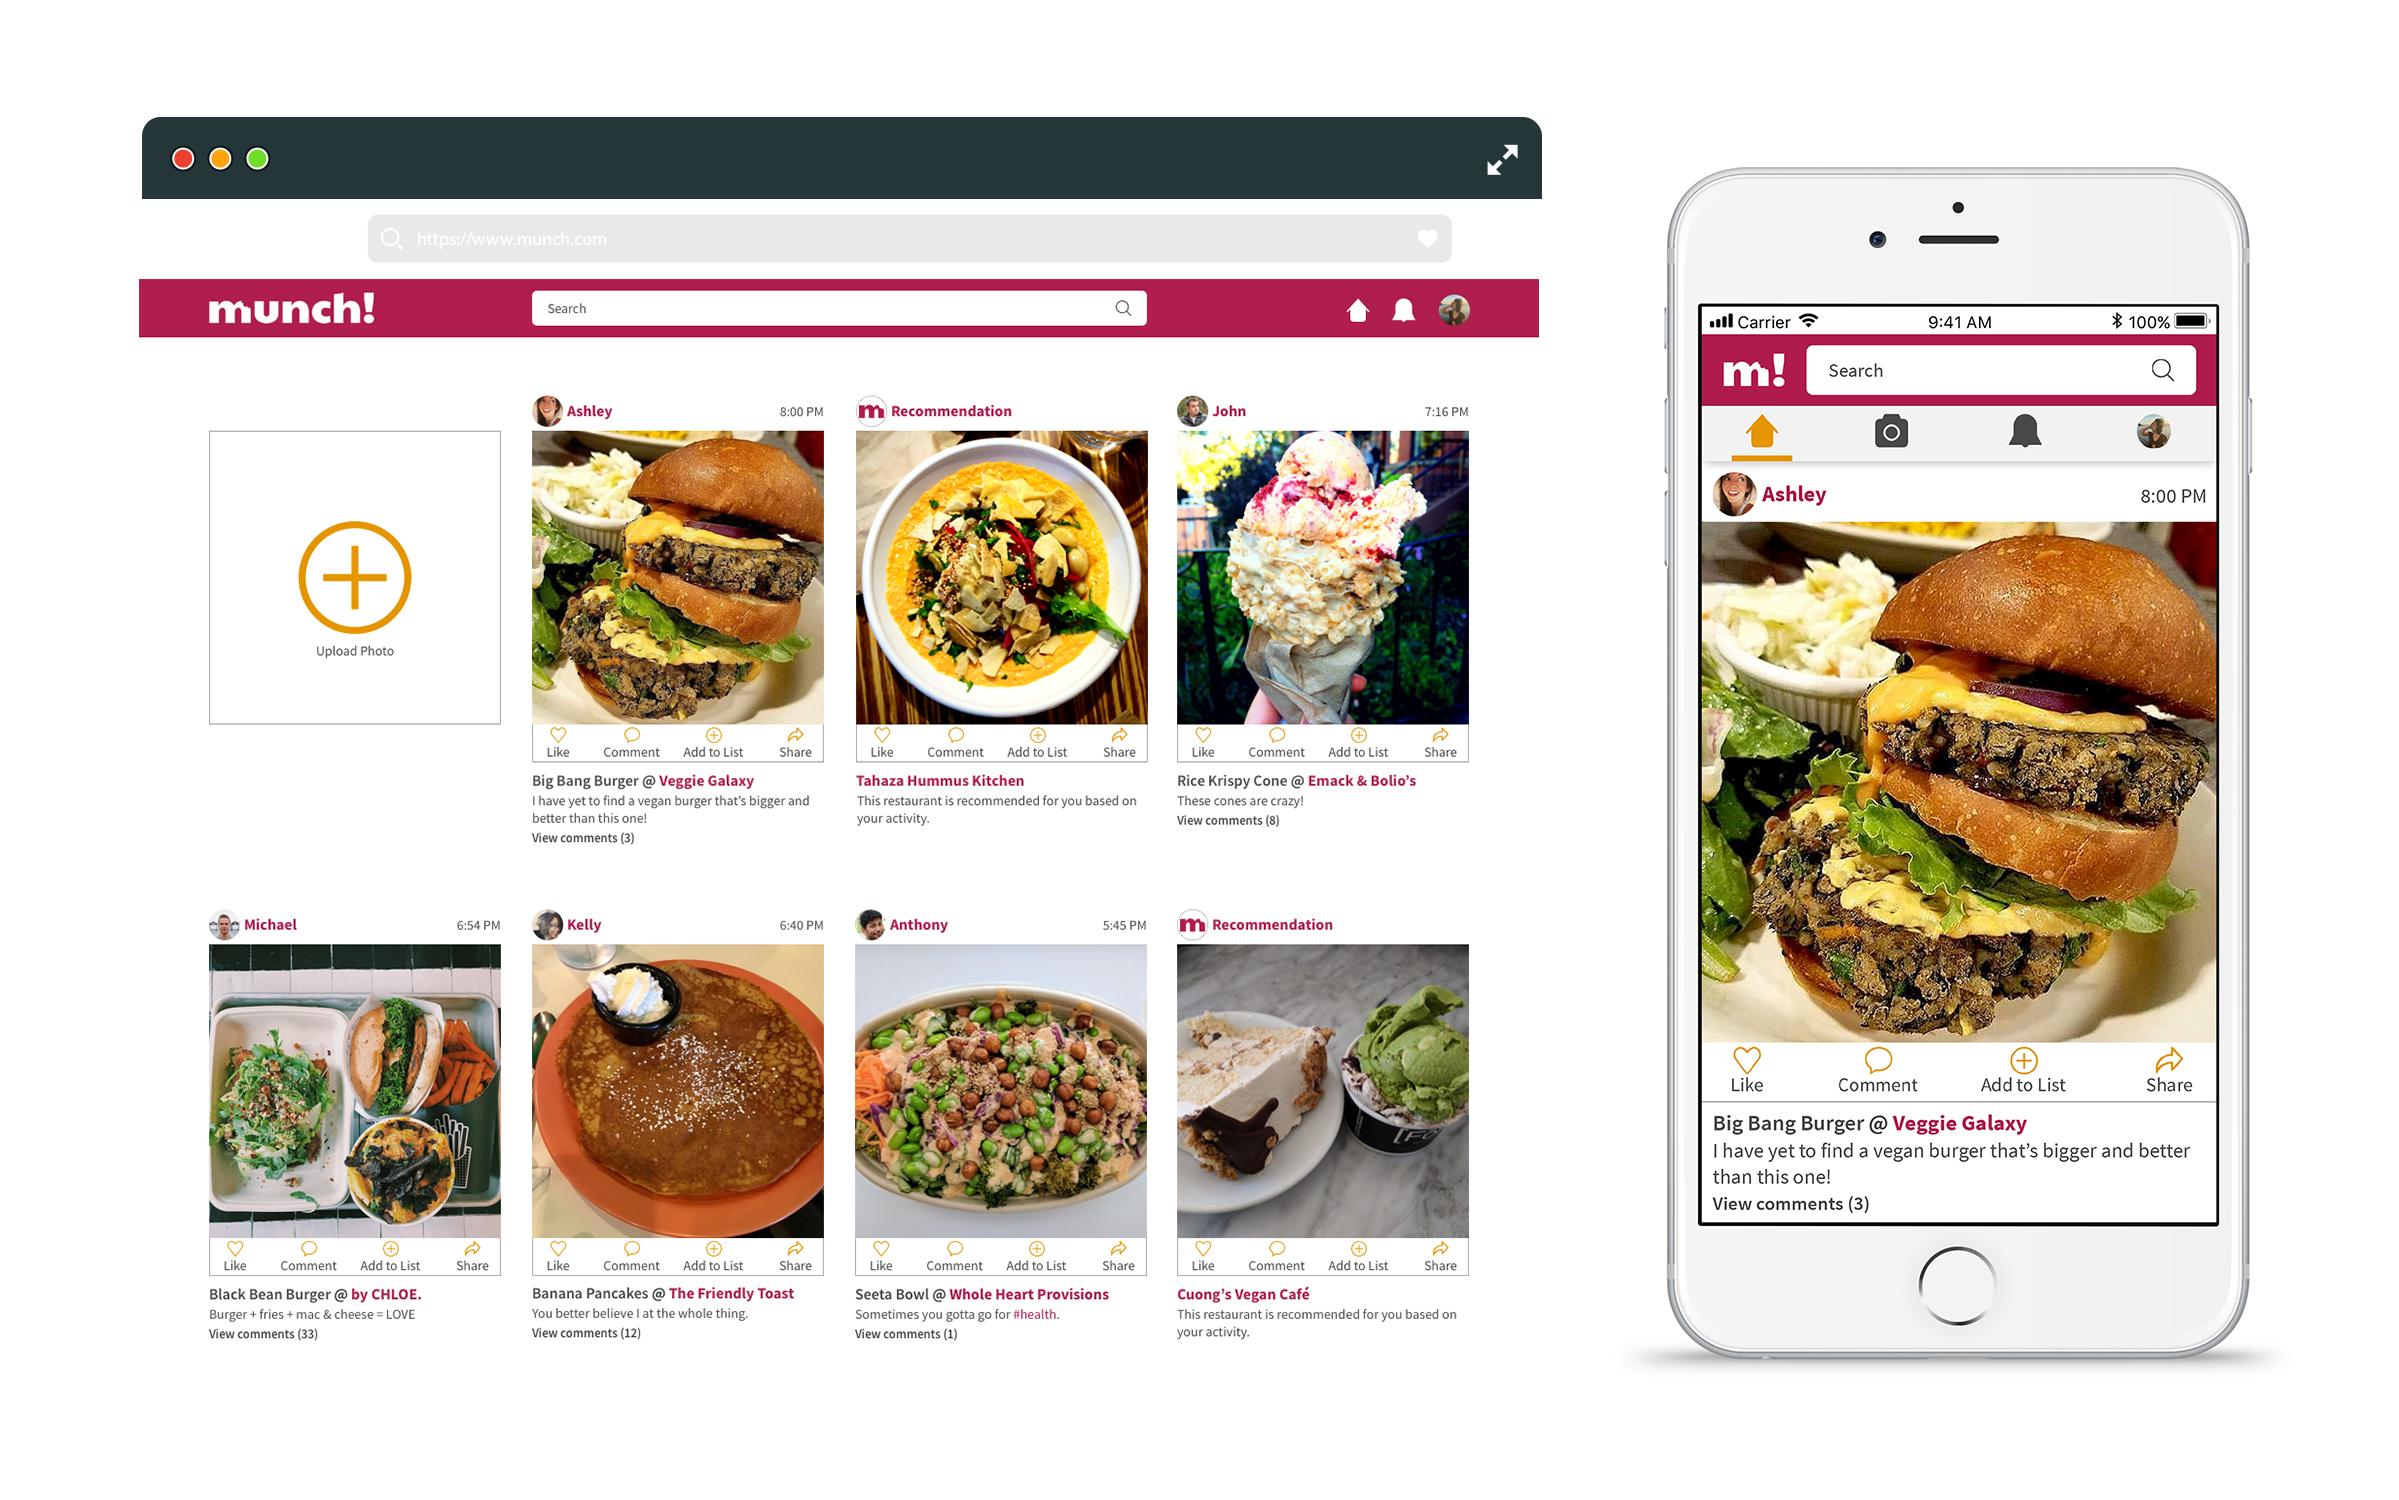 https://www.munch.com
munch!
Search
Upload Photo
Ashley 8:00 PM
Like Comment Add to List Share
Big Bang Burger @ Veggie Galaxy
I have yet to find a vegan burger that's bigger and
better than this one!
View comments (3)
m Recommendation
Like Comment Add to List Share
Tahaza Hummus Kitchen
This restaurant is recommended for you based on
your activity.
John 7:16 PM
Like Comment Add to List Share
Rice Krispy Cone @ Emack & Bolio's
These cones are crazy!
View comments (8)
Michael 6:54 PM
Like Comment Add to List Share
Black Bean Burger @ by CHLOE.
Burger + fries + mac & cheese = LOVE
View comments (33)
Kelly 6:40 PM
Like Comment Add to List Share
Banana Pancakes @ The Friendly Toast
You better believe I at the whole thing.
View comments (12)
Anthony 5:45 PM
Like Comment Add to List Share
Seeta Bowl @ Whole Heart Provisions
Sometimes you gotta go for #health.
View comments (1)
m Recommendation
Like Comment Add to List Share
Cuong's Vegan Café
This restaurant is recommended for you based on
your activity.
Carrier 9:41 AM 100%
m! Search
Ashley 8:00 PM
Like Comment Add to List Share
Big Bang Burger @ Veggie Galaxy
I have yet to find a vegan burger that's bigger and better
than this one!
View comments (3)